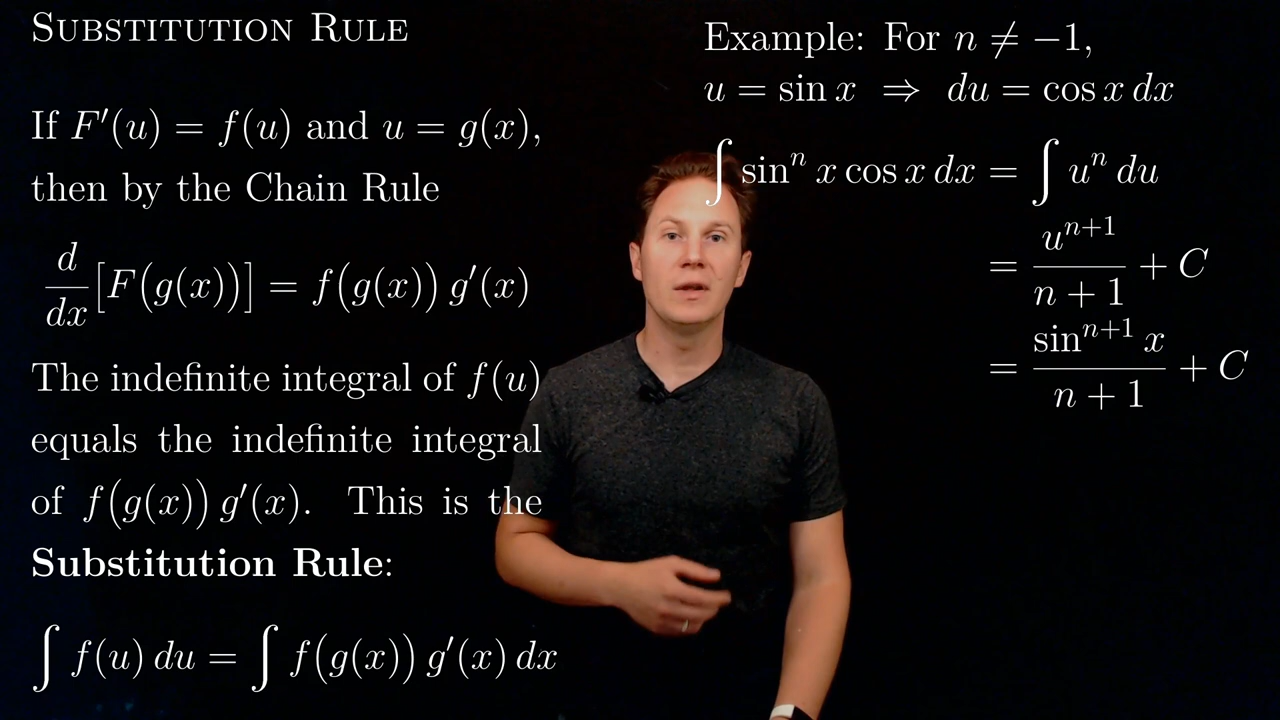 SUBSTITUTION RULE
If F′(u) = f(u) and u = g(x),
then by the Chain Rule
d/dx [F(g(x))] = f(g(x)) g′(x)
The indefinite integral of f(u)
equals the indefinite integral
of f(g(x)) g′(x). This is the
Substitution Rule:
∫ f(u) du = ∫ f(g(x)) g′(x) dx
Example: For n ≠ −1,
u = sin x ⇒ du = cos x dx
∫ sinⁿ x cos x dx = ∫ uⁿ du
= uⁿ⁺¹/(n + 1) + C
= sinⁿ⁺¹ x/(n + 1) + C